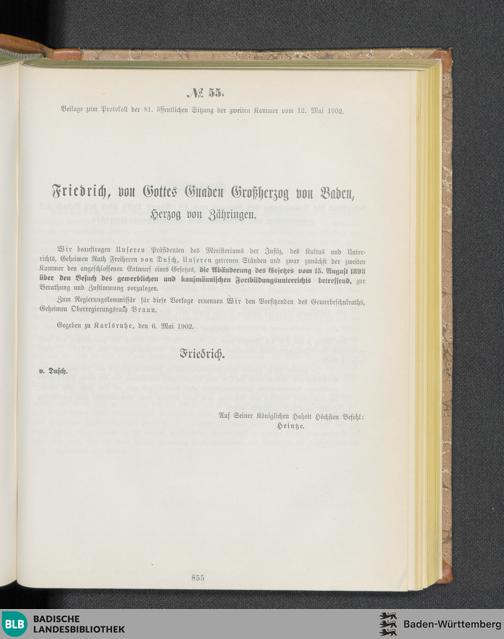 № 55.
Beilage zum Protokoll der 81. öffentlichen Sitzung der zweiten Kammer vom 12. Mai 1902.
Friedrich, von Gottes Gnaden Großherzog von Baden,
Herzog von Zähringen.
Wir beauftragen Unseren Präsidenten des Ministeriums der Justiz, des Kultus und Unter-
richts, Geheimen Rath Freiherrn von Dusch, Unseren getreuen Ständen und zwar zunächst der zweiten
Kammer den angeschlossenen Entwurf eines Gesetzes, die Abänderung des Gesetzes vom 15. August 1898
über den Besuch des gewerblichen und kaufmännischen Fortbildungsunterrichts betreffend, zur
Berathung und Zustimmung vorzulegen.
Zum Regierungskommissär für diese Vorlage ernennen Wir den Vorsitzenden des Gewerbeschulraths,
Geheimen Oberregierungsrath Braun.
Gegeben zu Karlsruhe, den 6. Mai 1902.
Friedrich.
v. Dusch.
Auf Seiner Königlichen Hoheit Höchsten Befehl:
Heintze.
855
BLB BADISCHE
LANDESBIBLIOTHEK
Baden-Württemberg